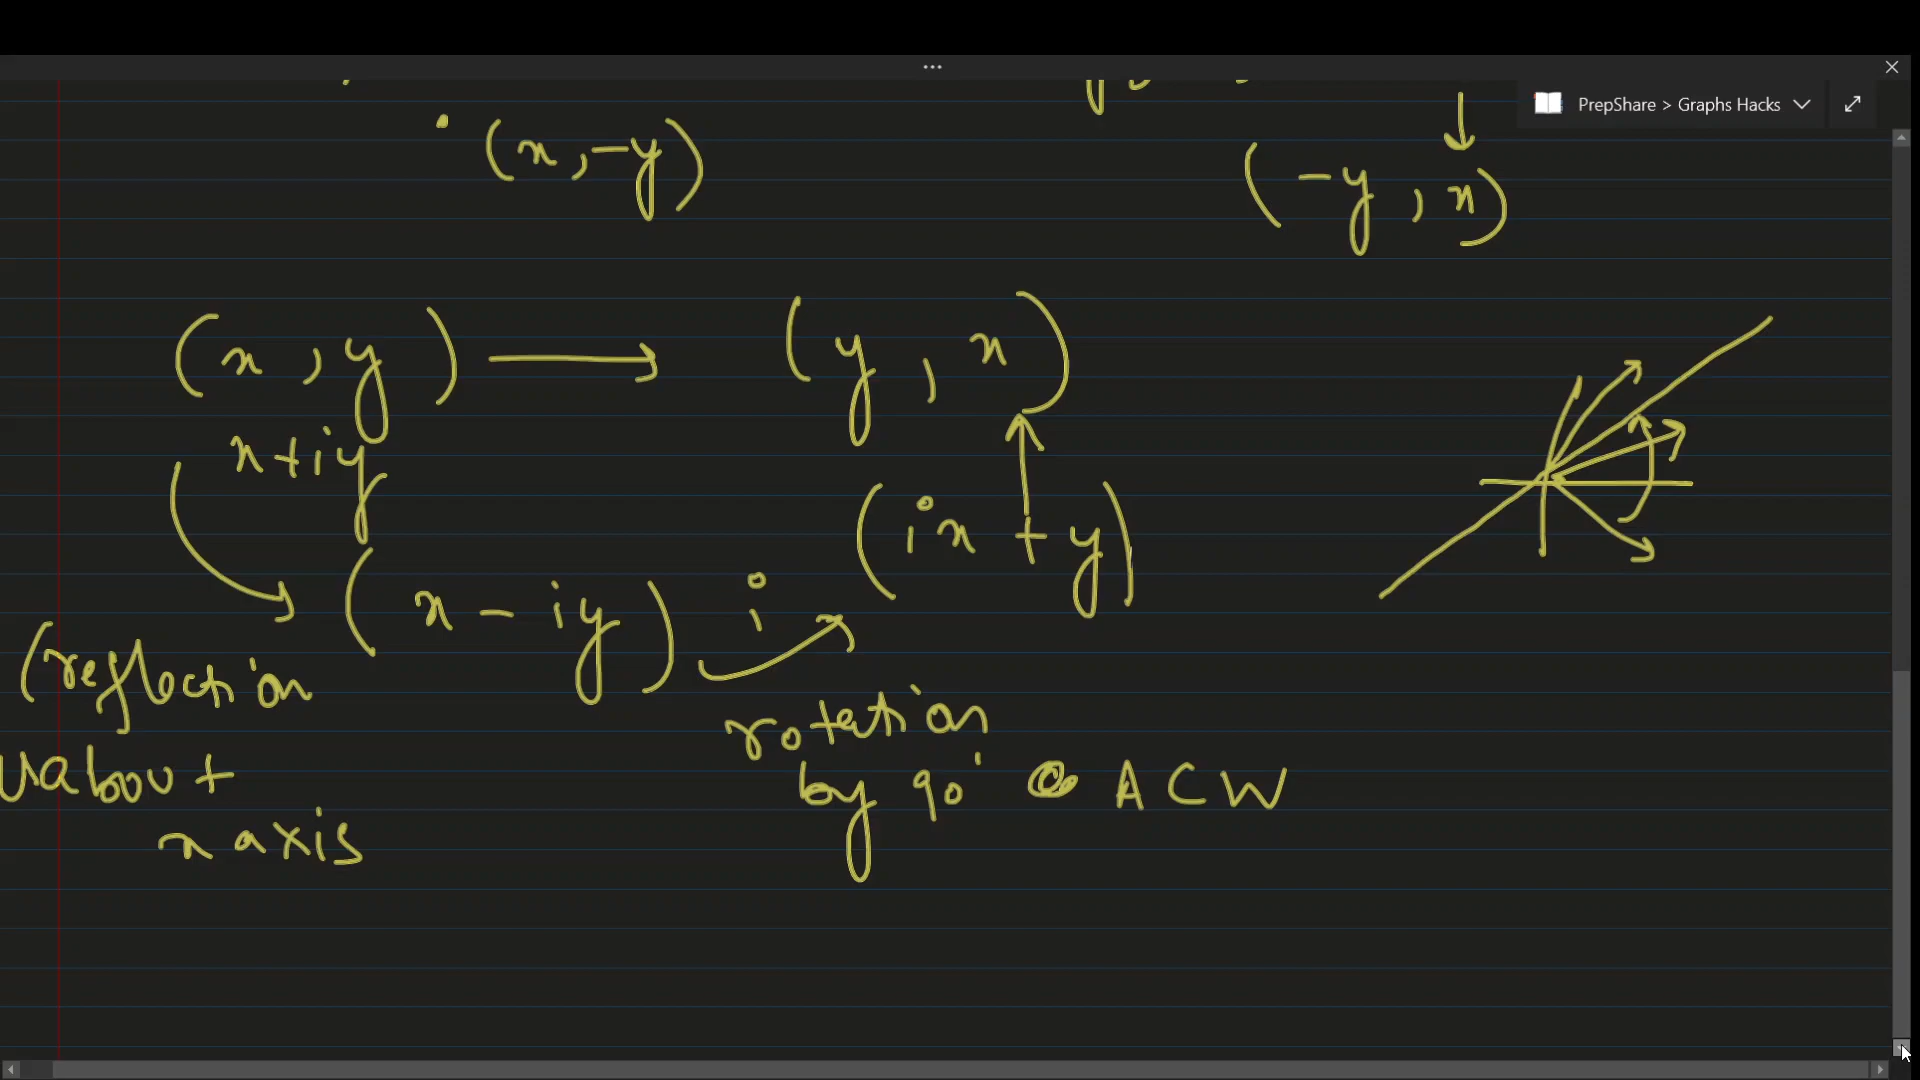 ...
PrepShare > Graphs Hacks
(x, -y)
(-y, x)
(x, y) → (y, x)
x+iy
(ix + y)
(x - iy) i
(reflection
about
x axis
rotation
by 90° ACW